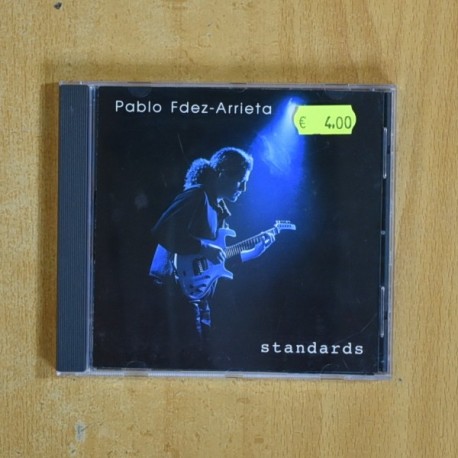 Pablo Fdez-Arrieta
€ 4.00
standards